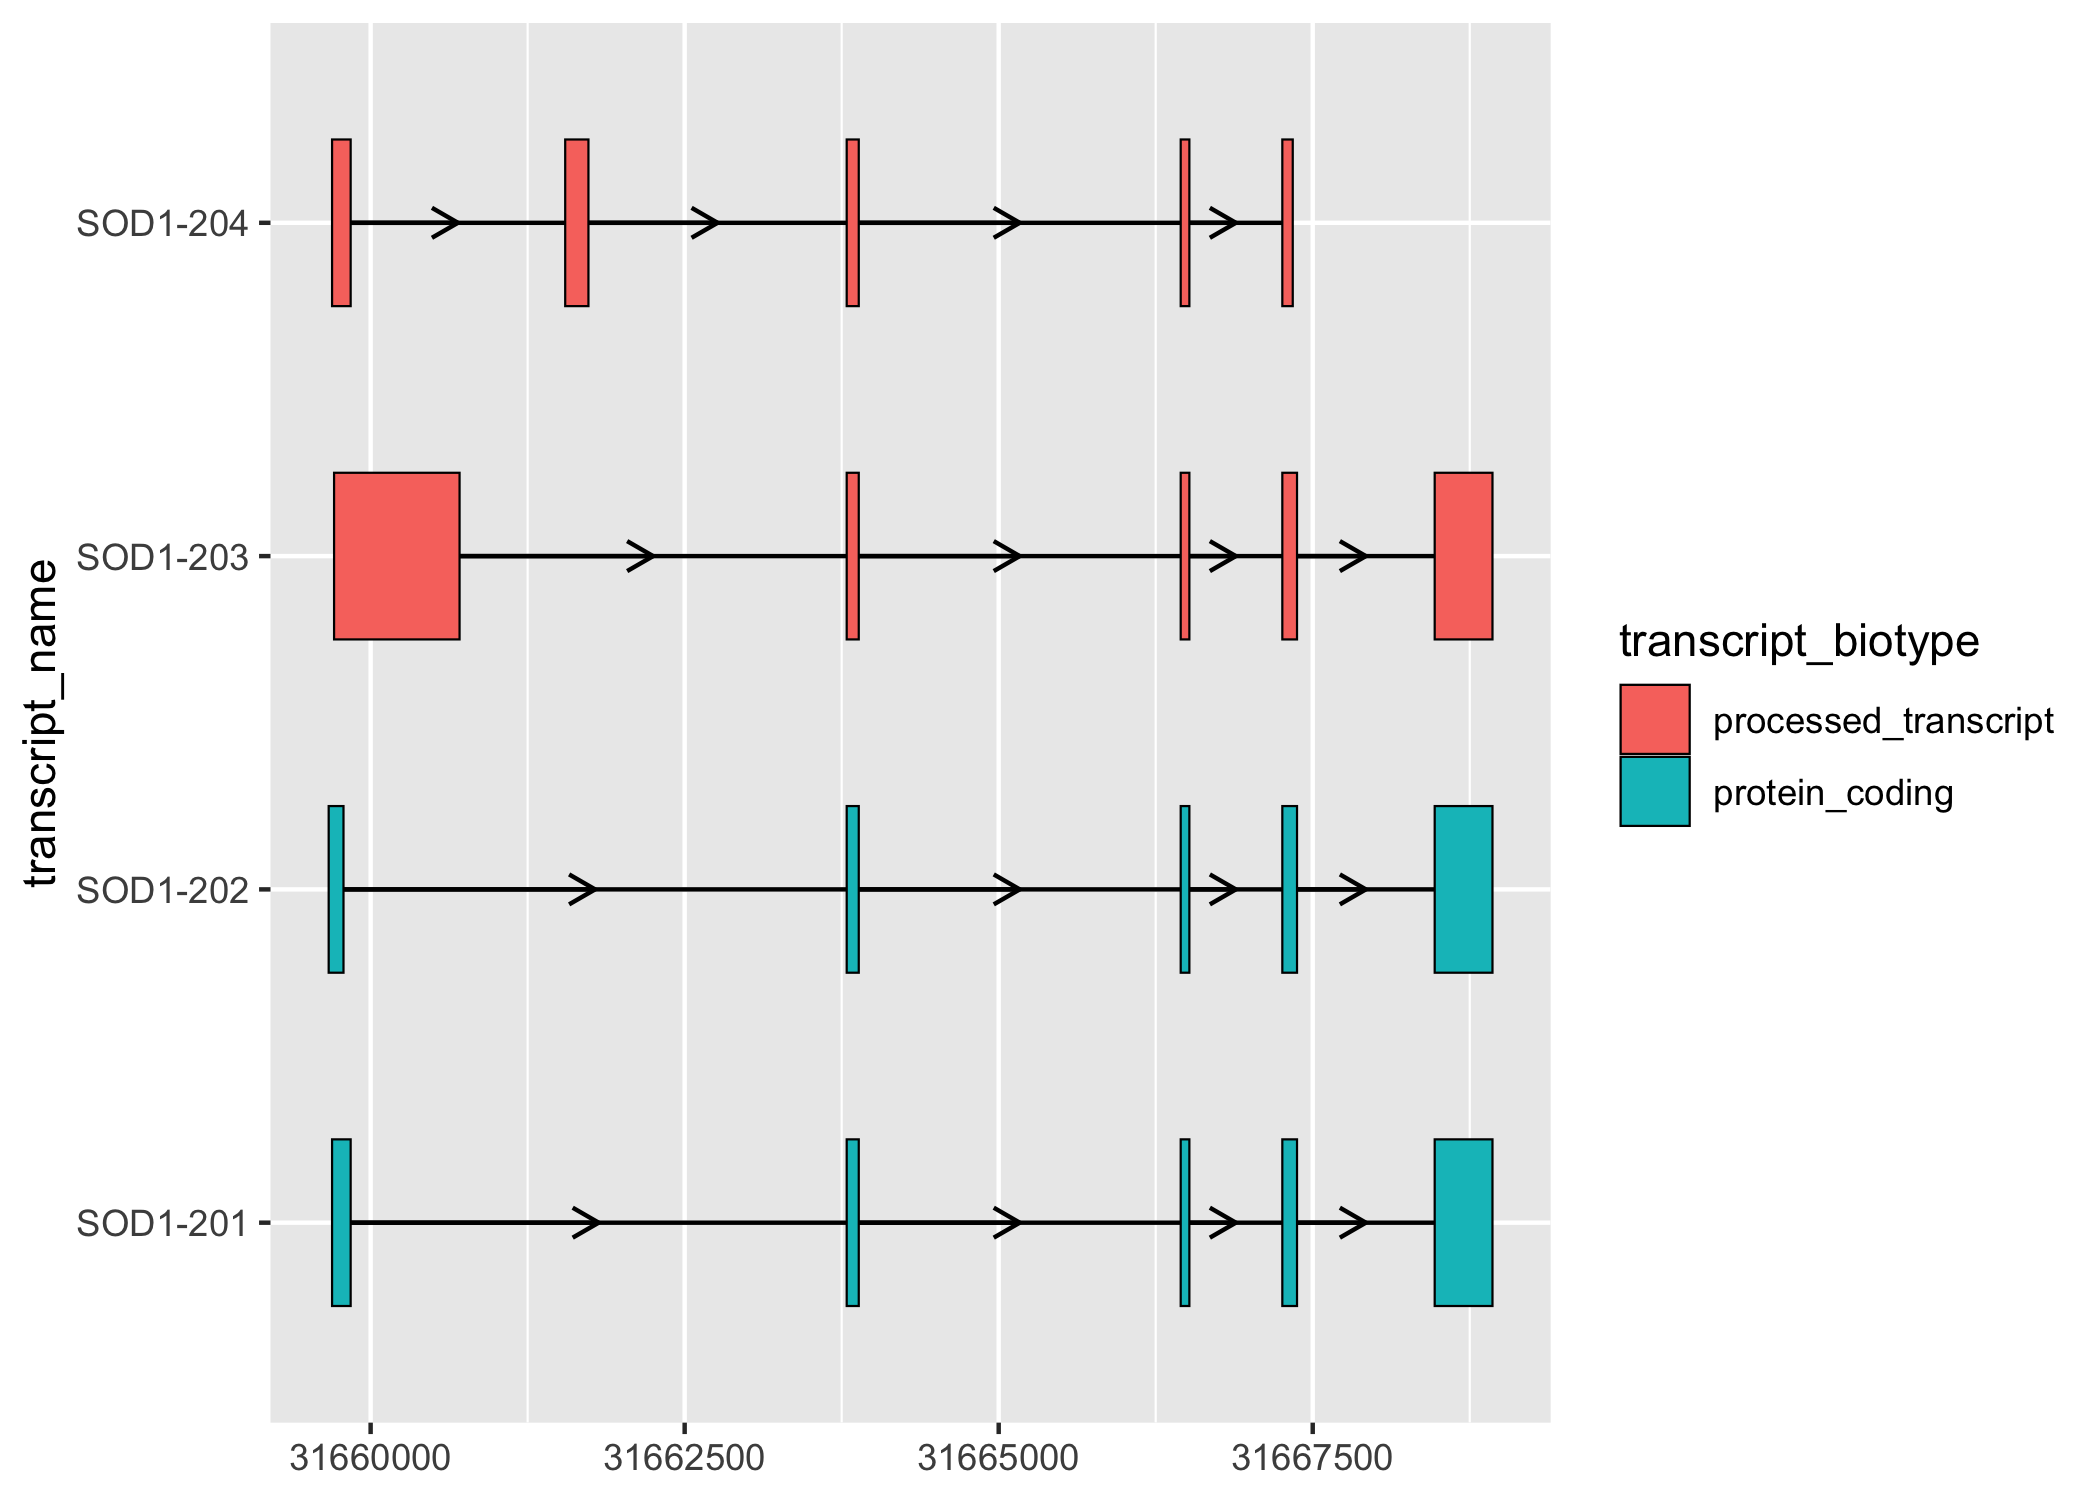 transcript_name
SOD1-204
SOD1-203
SOD1-202
SOD1-201
31660000
31662500
31665000
31667500
transcript_biotype
processed_transcript
protein_coding